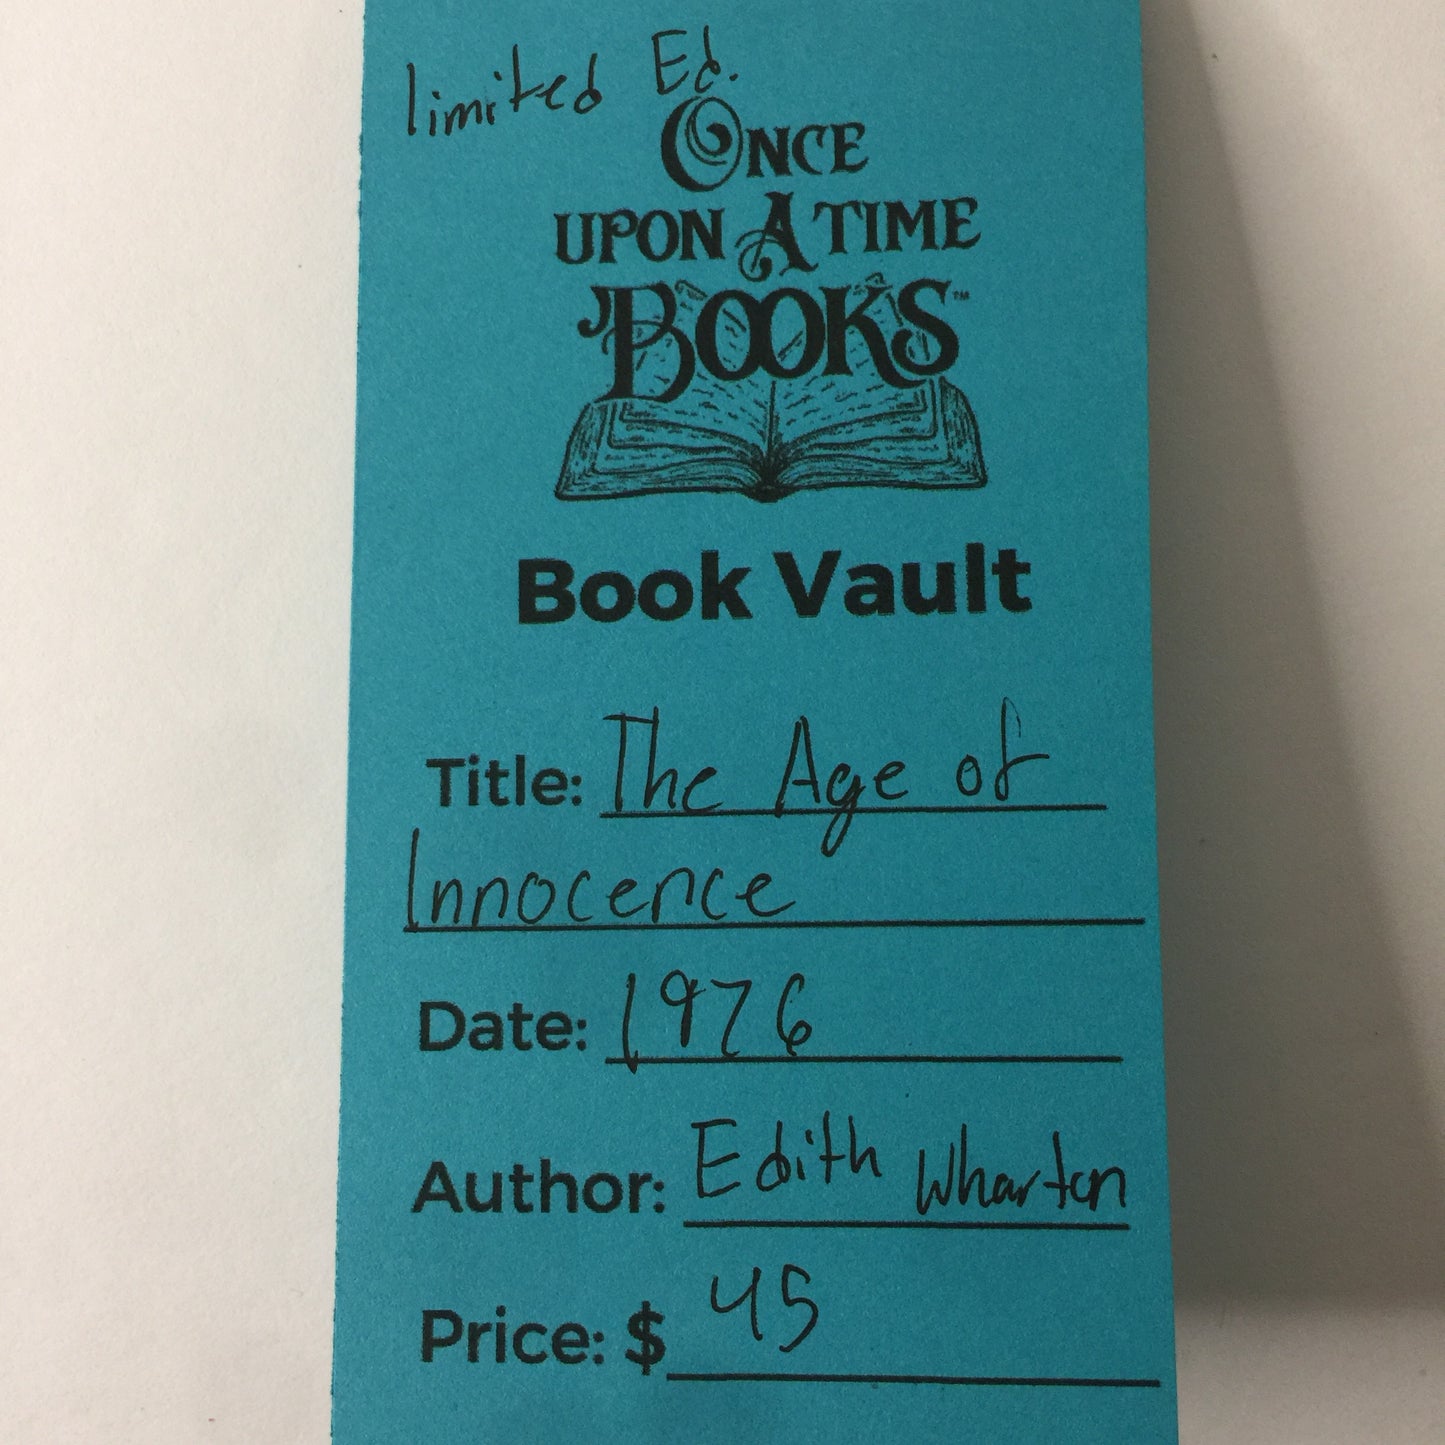 limited Ed.
ONCE
UPON A TIME
BOOKS™
Book Vault
Title: The Age of
Innocence
Date: 1976
Author: Edith Wharton
Price: $45